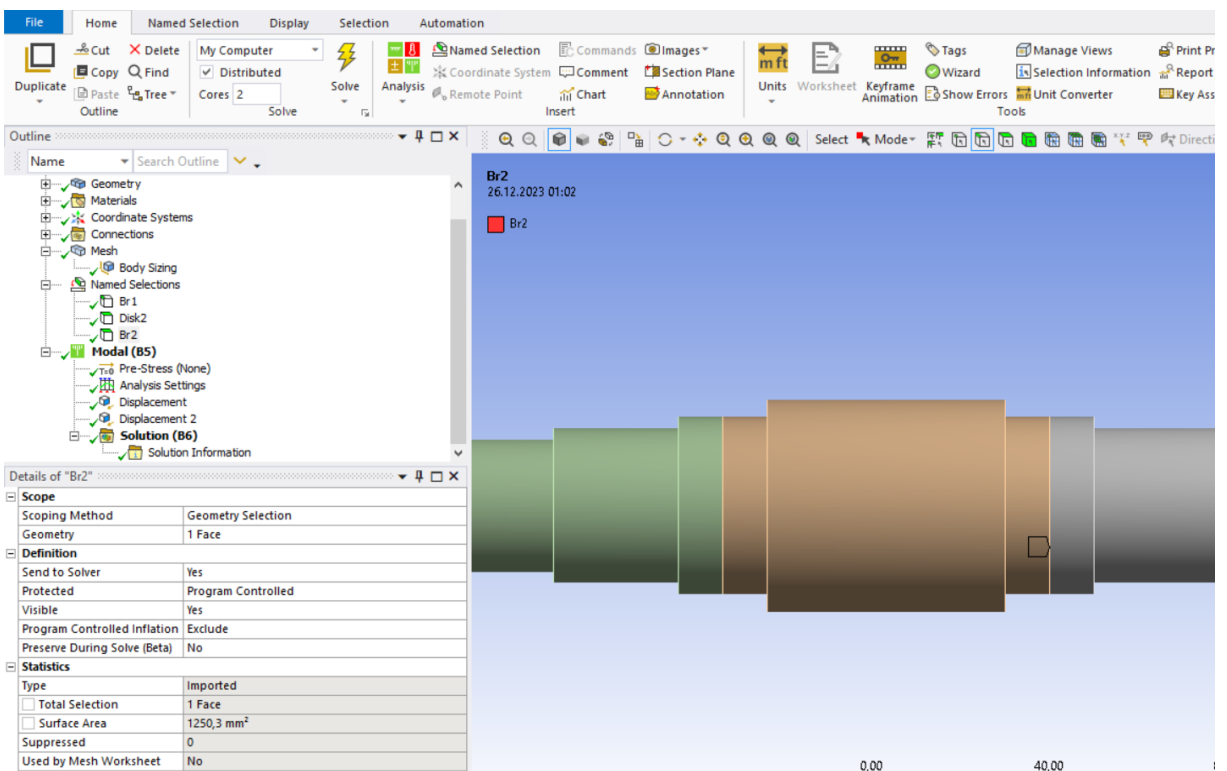 File Home Named Selection Display Selection Automation
Cut Delete My Computer Named Selection Commands Images Tags Manage Views Print Pr
Copy Find Distributed Coordinate System Comment Section Plane Wizard Selection Information Report
Duplicate Paste Tree Cores 2 Solve Analysis Remote Point Chart Annotation Units Worksheet Keyframe Animation Show Errors Unit Converter Key Ass
Outline Solve Insert Tools
Outline
Name Search Outline Select Mode Directi
Geometry
Materials
Coordinate Systems
Connections
Mesh
Body Sizing
Named Selections
Br1
Disk2
Br2
Modal (B5)
Pre-Stress (None)
Analysis Settings
Displacement
Displacement 2
Solution (B6)
Solution Information
Details of "Br2"
Scope
Scoping Method Geometry Selection
Geometry 1 Face
Definition
Send to Solver Yes
Protected Program Controlled
Visible Yes
Program Controlled Inflation Exclude
Preserve During Solve (Beta) No
Statistics
Type Imported
Total Selection 1 Face
Surface Area 1250,3 mm²
Suppressed 0
Used by Mesh Worksheet No
Br2
26.12.2023 01:02
Br2
0,00 40,00